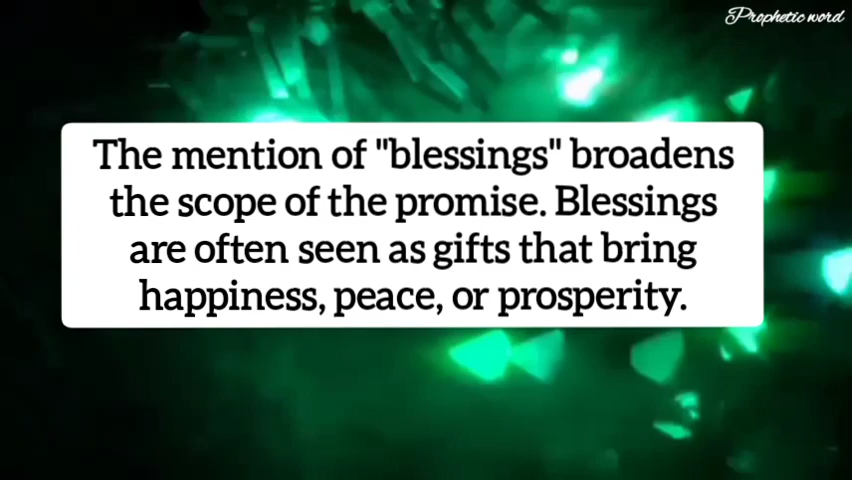 Prophetic word
The mention of "blessings" broadens
the scope of the promise. Blessings
are often seen as gifts that bring
happiness, peace, or prosperity.